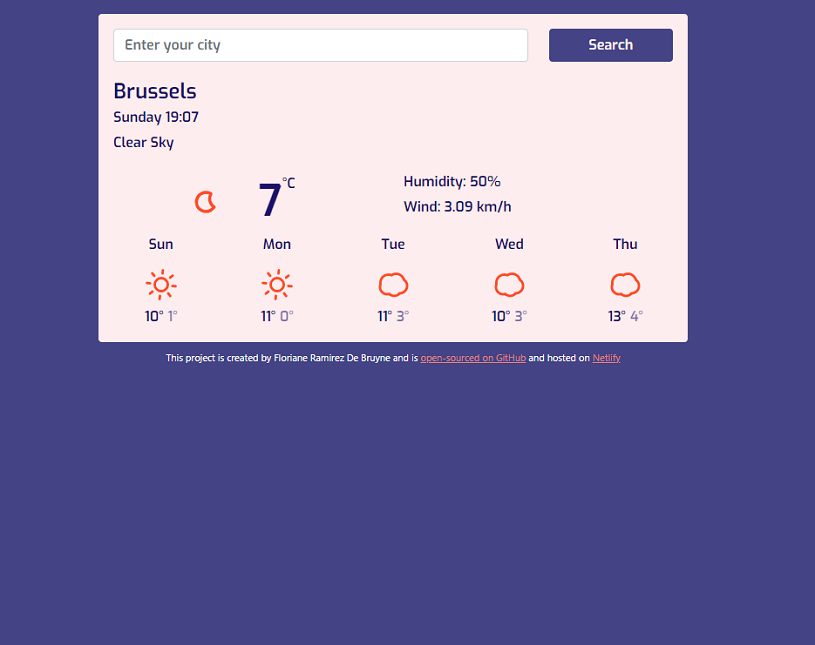 Enter your city
Search
Brussels
Sunday 19:07
Clear Sky
7°C
Humidity: 50%
Wind: 3.09 km/h
Sun Mon Tue Wed Thu
10° 1° 11° 0° 11° 3° 10° 3° 13° 4°
This project is created by Floriane Ramirez De Bruyne and is open-sourced on GitHub and hosted on Netlify